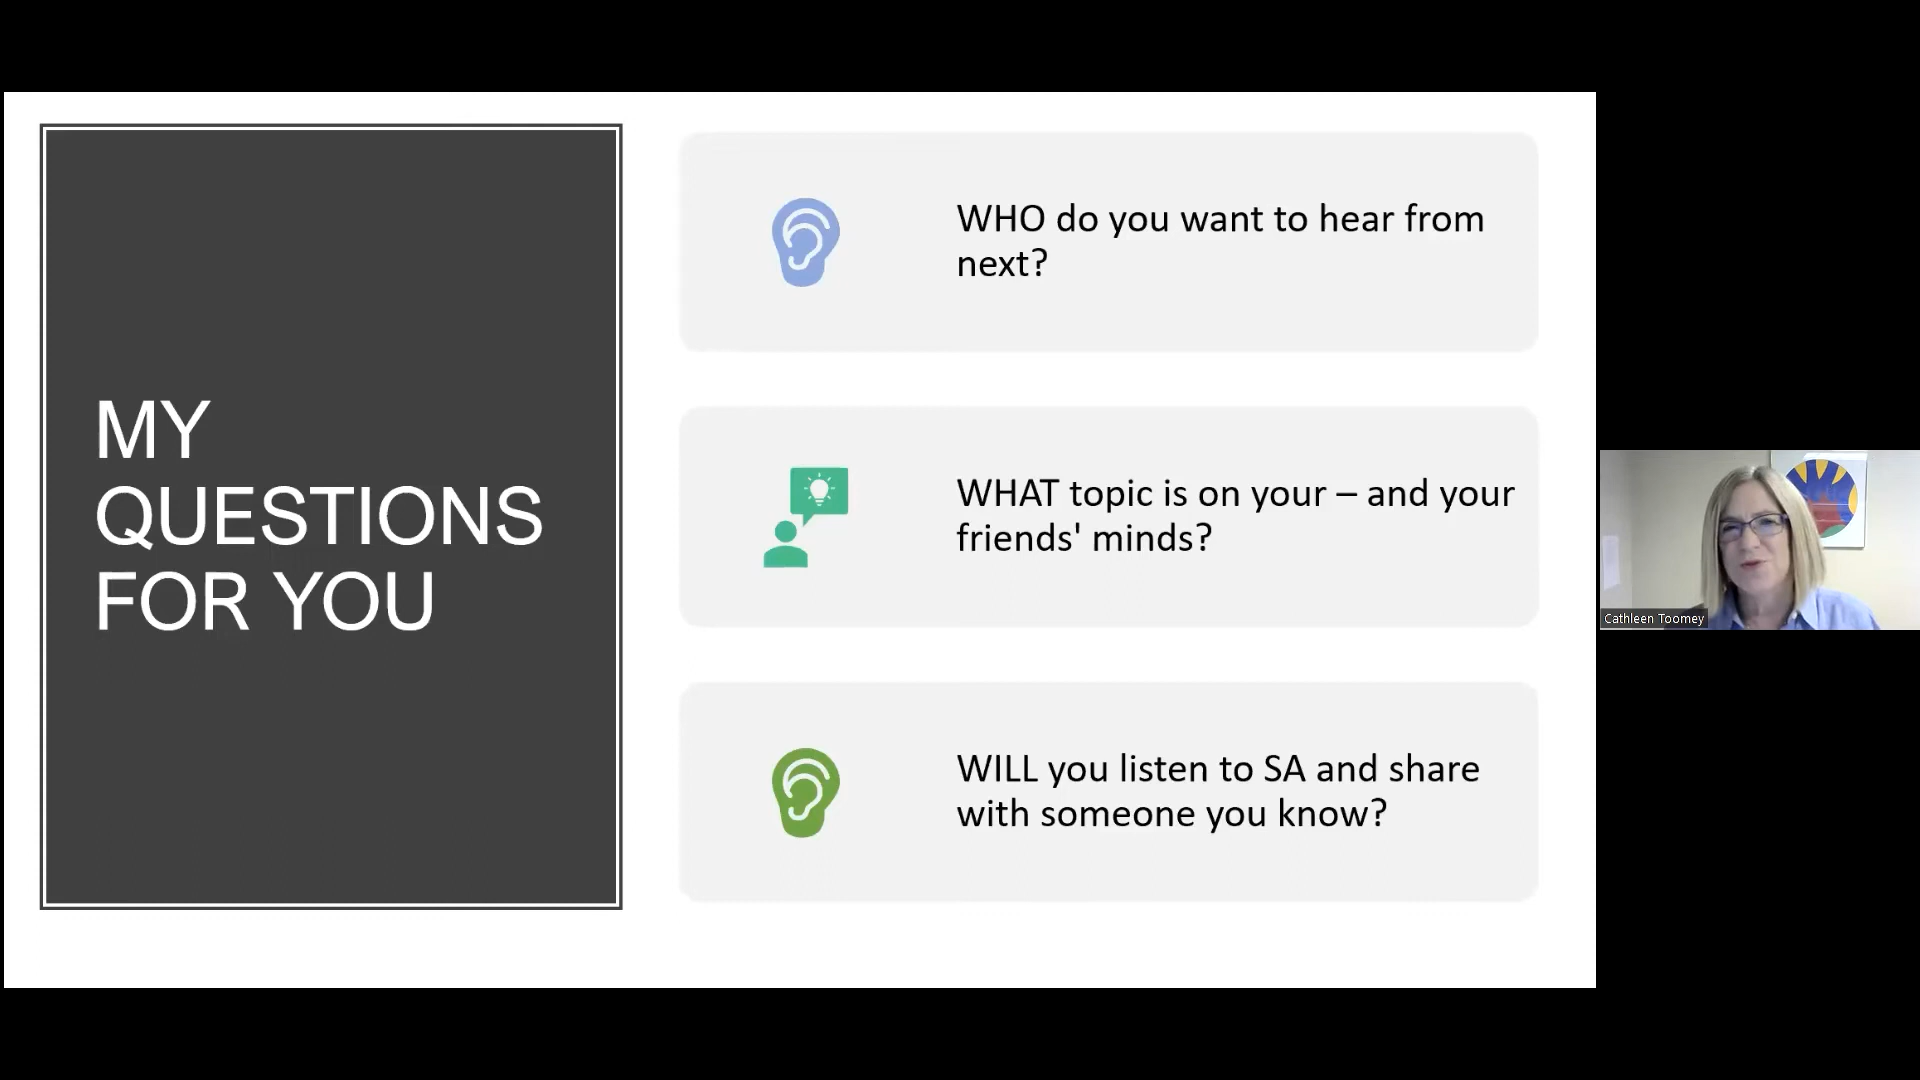 MY
QUESTIONS
FOR YOU
WHO do you want to hear from
next?
WHAT topic is on your – and your
friends' minds?
WILL you listen to SA and share
with someone you know?
Cathleen Toomey